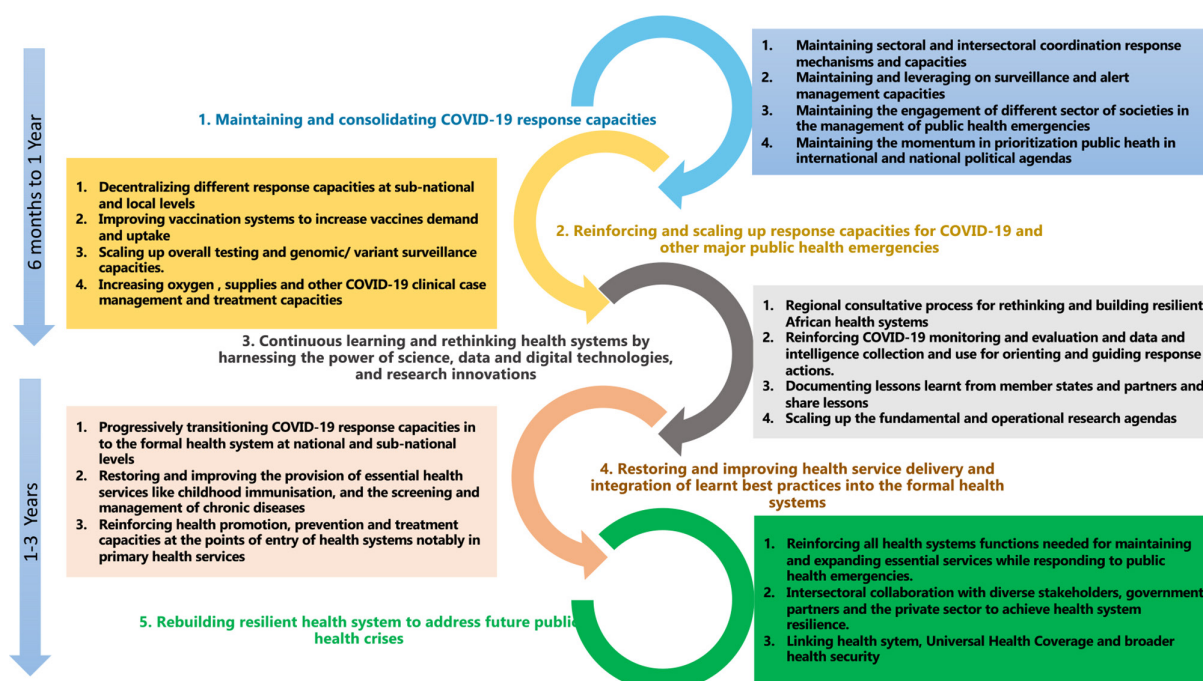 6 months to 1 Year
1. Maintaining and consolidating COVID-19 response capacities
1. Maintaining sectoral and intersectoral coordination response
mechanisms and capacities
2. Maintaining and leveraging on surveillance and alert
management capacities
3. Maintaining the engagement of different sector of societies in
the management of public health emergencies
4. Maintaining the momentum in prioritization public heath in
international and national political agendas
1. Decentralizing different response capacities at sub-national
and local levels
2. Improving vaccination systems to increase vaccines demand
and uptake
3. Scaling up overall testing and genomic/ variant surveillance
capacities.
4. Increasing oxygen , supplies and other COVID-19 clinical case
management and treatment capacities
2. Reinforcing and scaling up response capacities for COVID-19 and
other major public health emergencies
3. Continuous learning and rethinking health systems by
harnessing the power of science, data and digital technologies,
and research innovations
1. Regional consultative process for rethinking and building resilient
African health systems
2. Reinforcing COVID-19 monitoring and evaluation and data and
intelligence collection and use for orienting and guiding response
actions.
3. Documenting lessons learnt from member states and partners and
share lessons
4. Scaling up the fundamental and operational research agendas
1-3 Years
1. Progressively transitioning COVID-19 response capacities in
to the formal health system at national and sub-national
levels
2. Restoring and improving the provision of essential health
services like childhood immunisation, and the screening and
management of chronic diseases
3. Reinforcing health promotion, prevention and treatment
capacities at the points of entry of health systems notably in
primary health services
4. Restoring and improving health service delivery and
integration of learnt best practices into the formal health
systems
5. Rebuilding resilient health system to address future public
health crises
1. Reinforcing all health systems functions needed for maintaining
and expanding essential services while responding to public
health emergencies.
2. Intersectoral collaboration with diverse stakeholders, government
partners and the private sector to achieve health system
resilience.
3. Linking health sytem, Universal Health Coverage and broader
health security